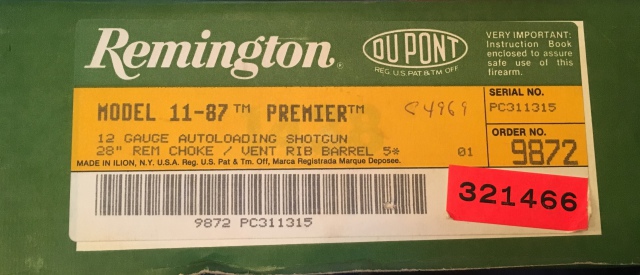 Remington®
DU PONT
REG. U.S. PAT. & TM. OFF.
VERY IMPORTANT:
Instruction Book
enclosed to assure
safe use of this
firearm.
MODEL 11-87™ PREMIER™
C4969
SERIAL NO.
PC311315
12 GAUGE AUTOLOADING SHOTGUN
28" REM CHOKE / VENT RIB BARREL 5*
01
ORDER NO.
9872
MADE IN ILION, N.Y. U.S.A. Reg. U.S. Pat & Tm. Off, Marca Registrada Marque Deposee.
321466
9872 PC311315